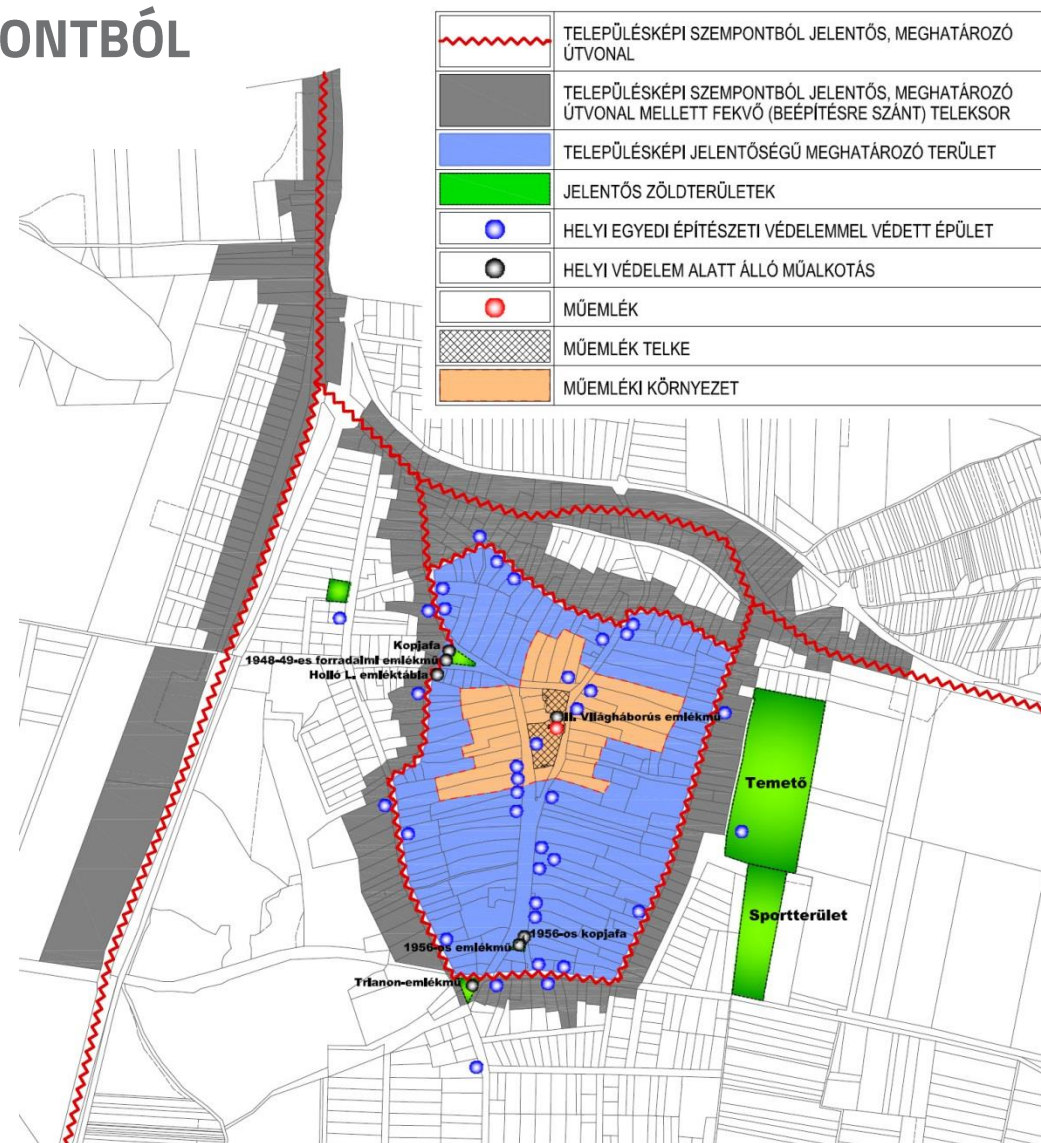 ONTBÓL
TELEPÜLÉSKÉPI SZEMPONTBÓL JELENTŐS, MEGHATÁROZÓ
ÚTVONAL
TELEPÜLÉSKÉPI SZEMPONTBÓL JELENTŐS, MEGHATÁROZÓ
ÚTVONAL MELLETT FEKVŐ (BEÉPÍTÉSRE SZÁNT) TELEKSOR
TELEPÜLÉSKÉPI JELENTŐSÉGŰ MEGHATÁROZÓ TERÜLET
JELENTŐS ZÖLDTERÜLETEK
HELYI EGYEDI ÉPÍTÉSZETI VÉDELEMMEL VÉDETT ÉPÜLET
HELYI VÉDELEM ALATT ÁLLÓ MŰALKOTÁS
MŰEMLÉK
MŰEMLÉK TELKE
MŰEMLÉKI KÖRNYEZET
Kopjafa
1948-49-es forradalmi emlékmű
Holló L. emléktábla
II. Világháborús emlékmű
Temető
Sportterület
1956-os kopjafa
1956-os emlékmű
Trianon-emlékmű